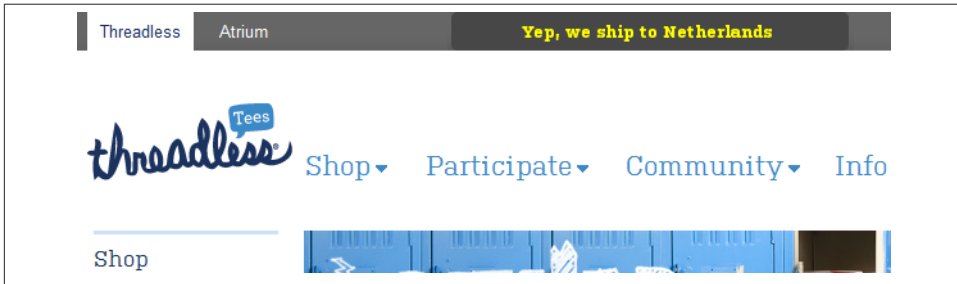 Threadless Atrium Yep, we ship to Netherlands
Tees
threadless
Shop Participate Community Info
Shop